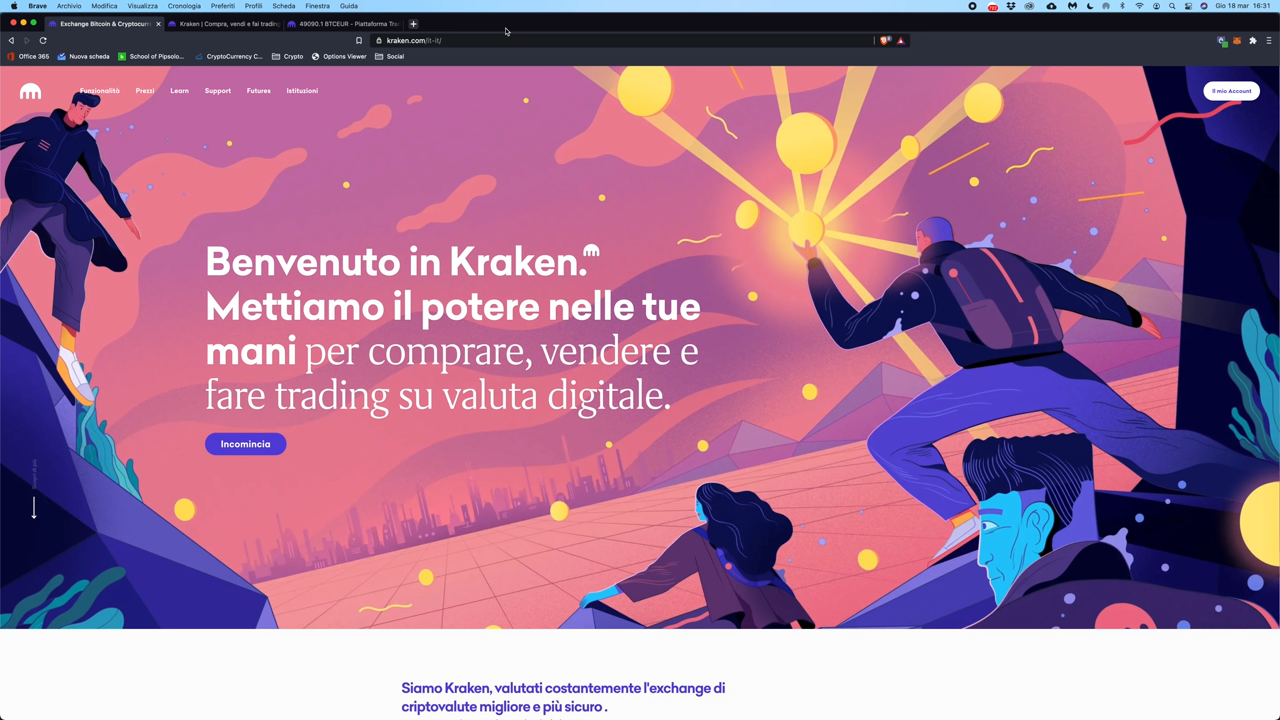 Brave Archivio Modifica Visualizza Cronologia Preferiti Profili Scheda Finestra Guida Gio 18 mar 16:31
Exchange Bitcoin & Cryptocurr
Kraken | Compra, vendi e fai trading
49090.1 BTCEUR - Piattaforma Tra
kraken.com/it-it/
Office 365 Nuova scheda School of Pipsolo... CryptoCurrency C... Crypto Options Viewer Social
Funzionalità Prezzi Learn Support Futures Istituzioni Il mio Account
Benvenuto in Kraken.
Mettiamo il potere nelle tue
mani per comprare, vendere e
fare trading su valuta digitale.
Incomincia
Siamo Kraken, valutati costantemente l'exchange di
criptovalute migliore e più sicuro .